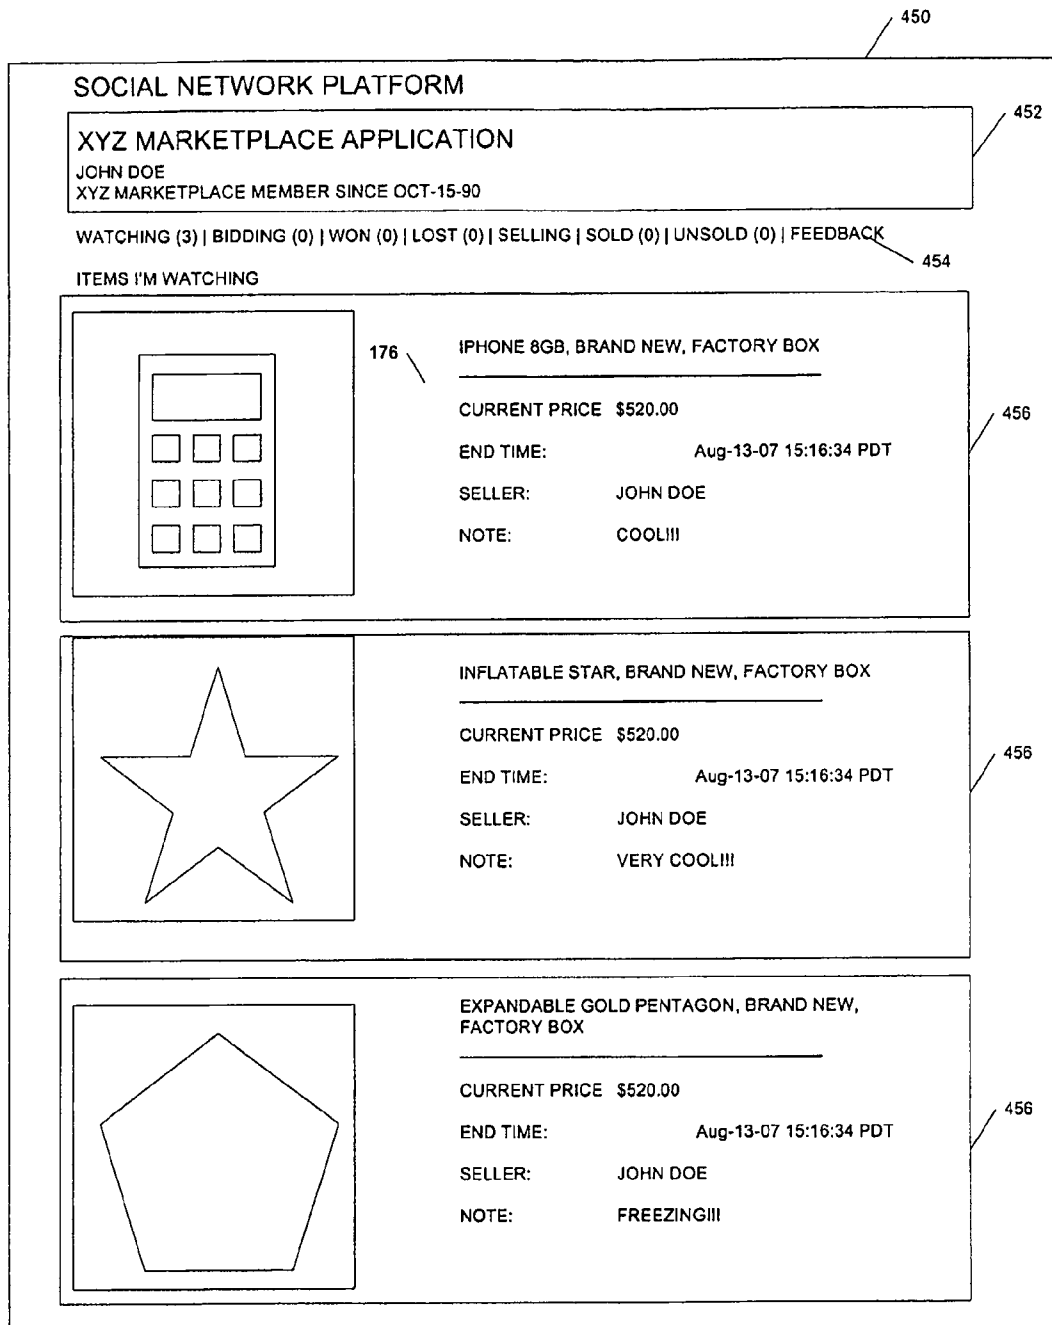 450
SOCIAL NETWORK PLATFORM
452
XYZ MARKETPLACE APPLICATION
JOHN DOE
XYZ MARKETPLACE MEMBER SINCE OCT-15-90
WATCHING (3) | BIDDING (0) | WON (0) | LOST (0) | SELLING | SOLD (0) | UNSOLD (0) | FEEDBACK
454
ITEMS I'M WATCHING
176
IPHONE 8GB, BRAND NEW, FACTORY BOX
CURRENT PRICE $520.00
456
END TIME: Aug-13-07 15:16:34 PDT
SELLER: JOHN DOE
NOTE: COOL!!!
INFLATABLE STAR, BRAND NEW, FACTORY BOX
CURRENT PRICE $520.00
456
END TIME: Aug-13-07 15:16:34 PDT
SELLER: JOHN DOE
NOTE: VERY COOL!!!
EXPANDABLE GOLD PENTAGON, BRAND NEW,
FACTORY BOX
CURRENT PRICE $520.00
456
END TIME: Aug-13-07 15:16:34 PDT
SELLER: JOHN DOE
NOTE: FREEZING!!!